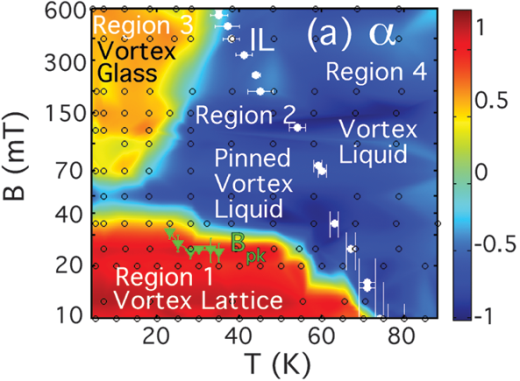 600
300
150
70
40
20
10
B (mT)
Region 3
Vortex
Glass
IL
(a) α
Region 4
Region 2
Vortex
Liquid
Pinned
Vortex
Liquid
B pk
Region 1
Vortex Lattice
20
40
60
80
T (K)
1
0.5
0
-0.5
-1